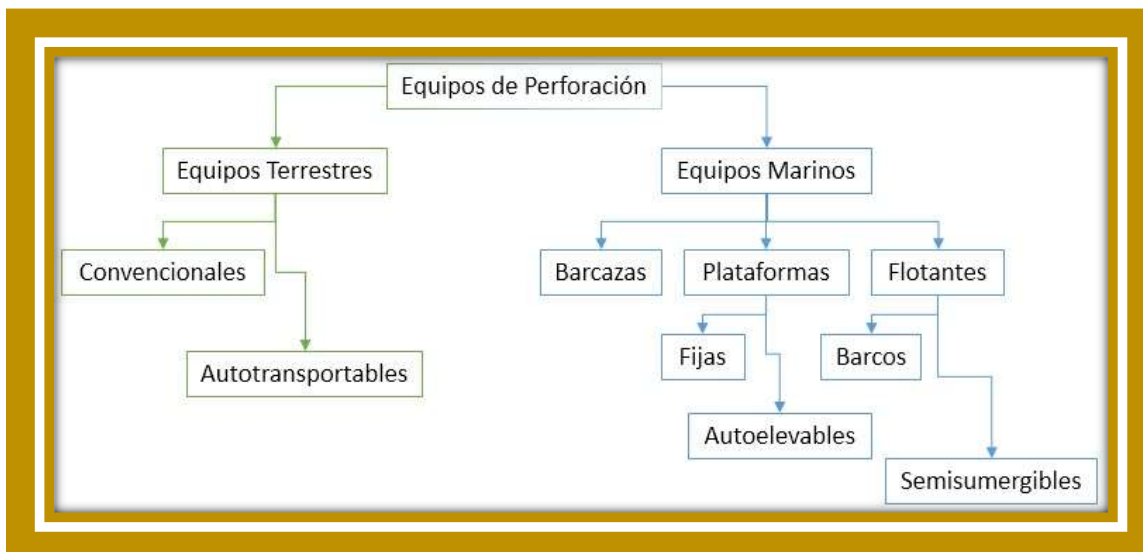 Equipos de Perforación
Equipos Terrestres
Equipos Marinos
Convencionales
Barcazas
Plataformas
Flotantes
Fijas
Barcos
Autotransportables
Autoelevables
Semisumergibles